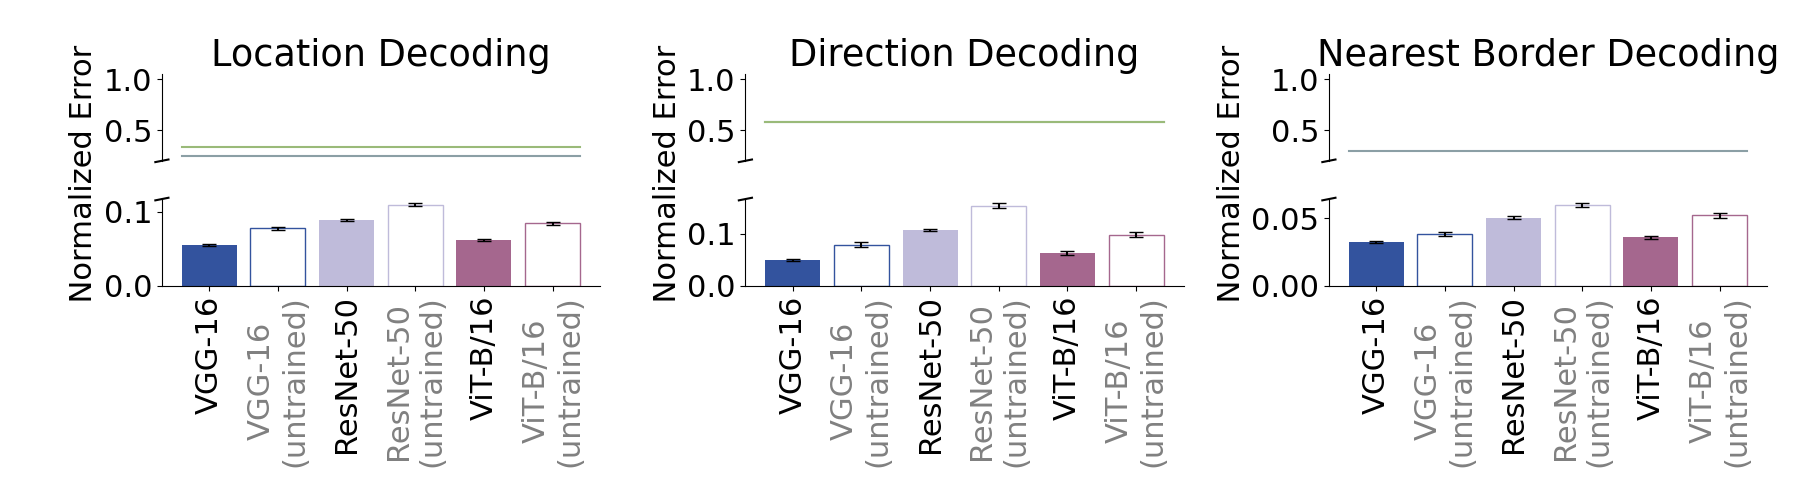 Location Decoding
Normalized Error
1.0
0.5
0.1
0.0
VGG-16
VGG-16
(untrained)
ResNet-50
ResNet-50
(untrained)
ViT-B/16
ViT-B/16
(untrained)
Direction Decoding
Normalized Error
1.0
0.5
0.1
0.0
VGG-16
VGG-16
(untrained)
ResNet-50
ResNet-50
(untrained)
ViT-B/16
ViT-B/16
(untrained)
Nearest Border Decoding
Normalized Error
1.0
0.5
0.05
0.00
VGG-16
VGG-16
(untrained)
ResNet-50
ResNet-50
(untrained)
ViT-B/16
ViT-B/16
(untrained)